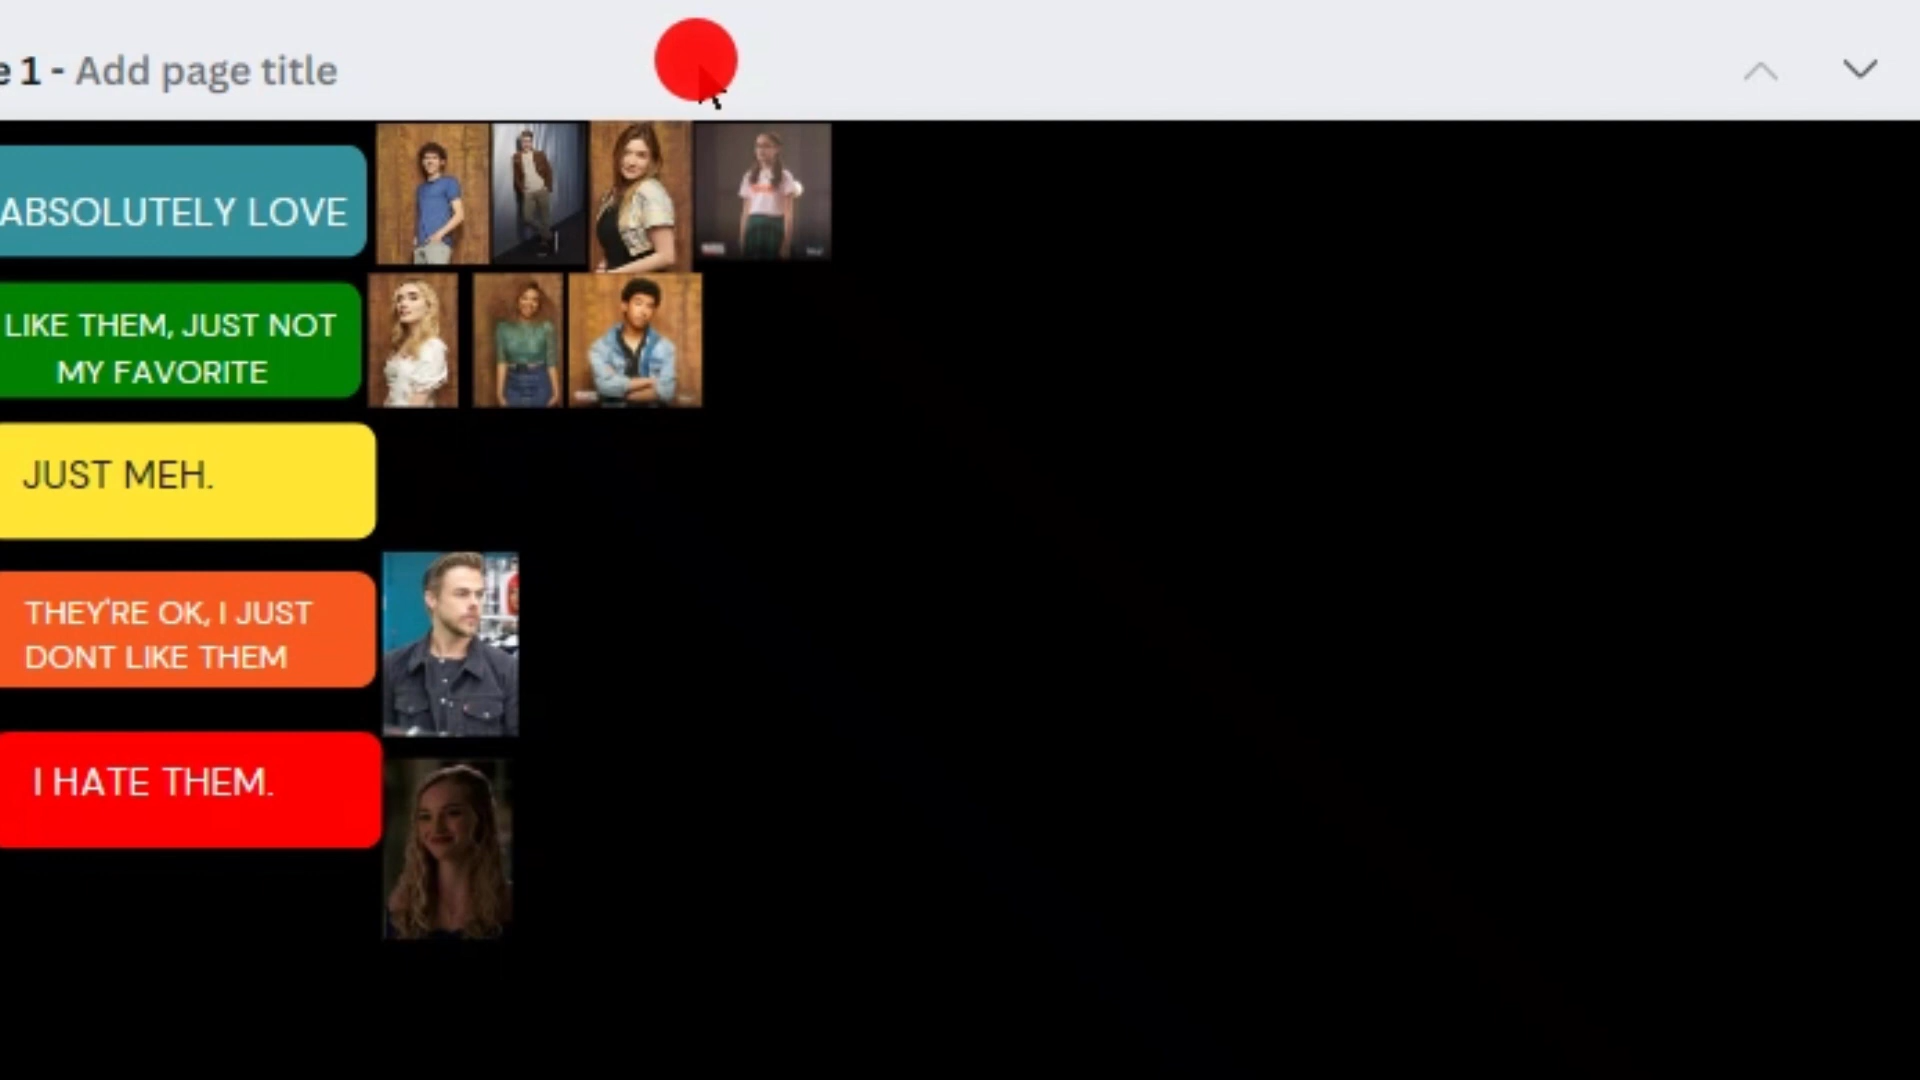 e 1 - Add page title
ABSOLUTELY LOVE
LIKE THEM, JUST NOT
MY FAVORITE
JUST MEH.
THEY'RE OK, I JUST
DONT LIKE THEM
I HATE THEM.